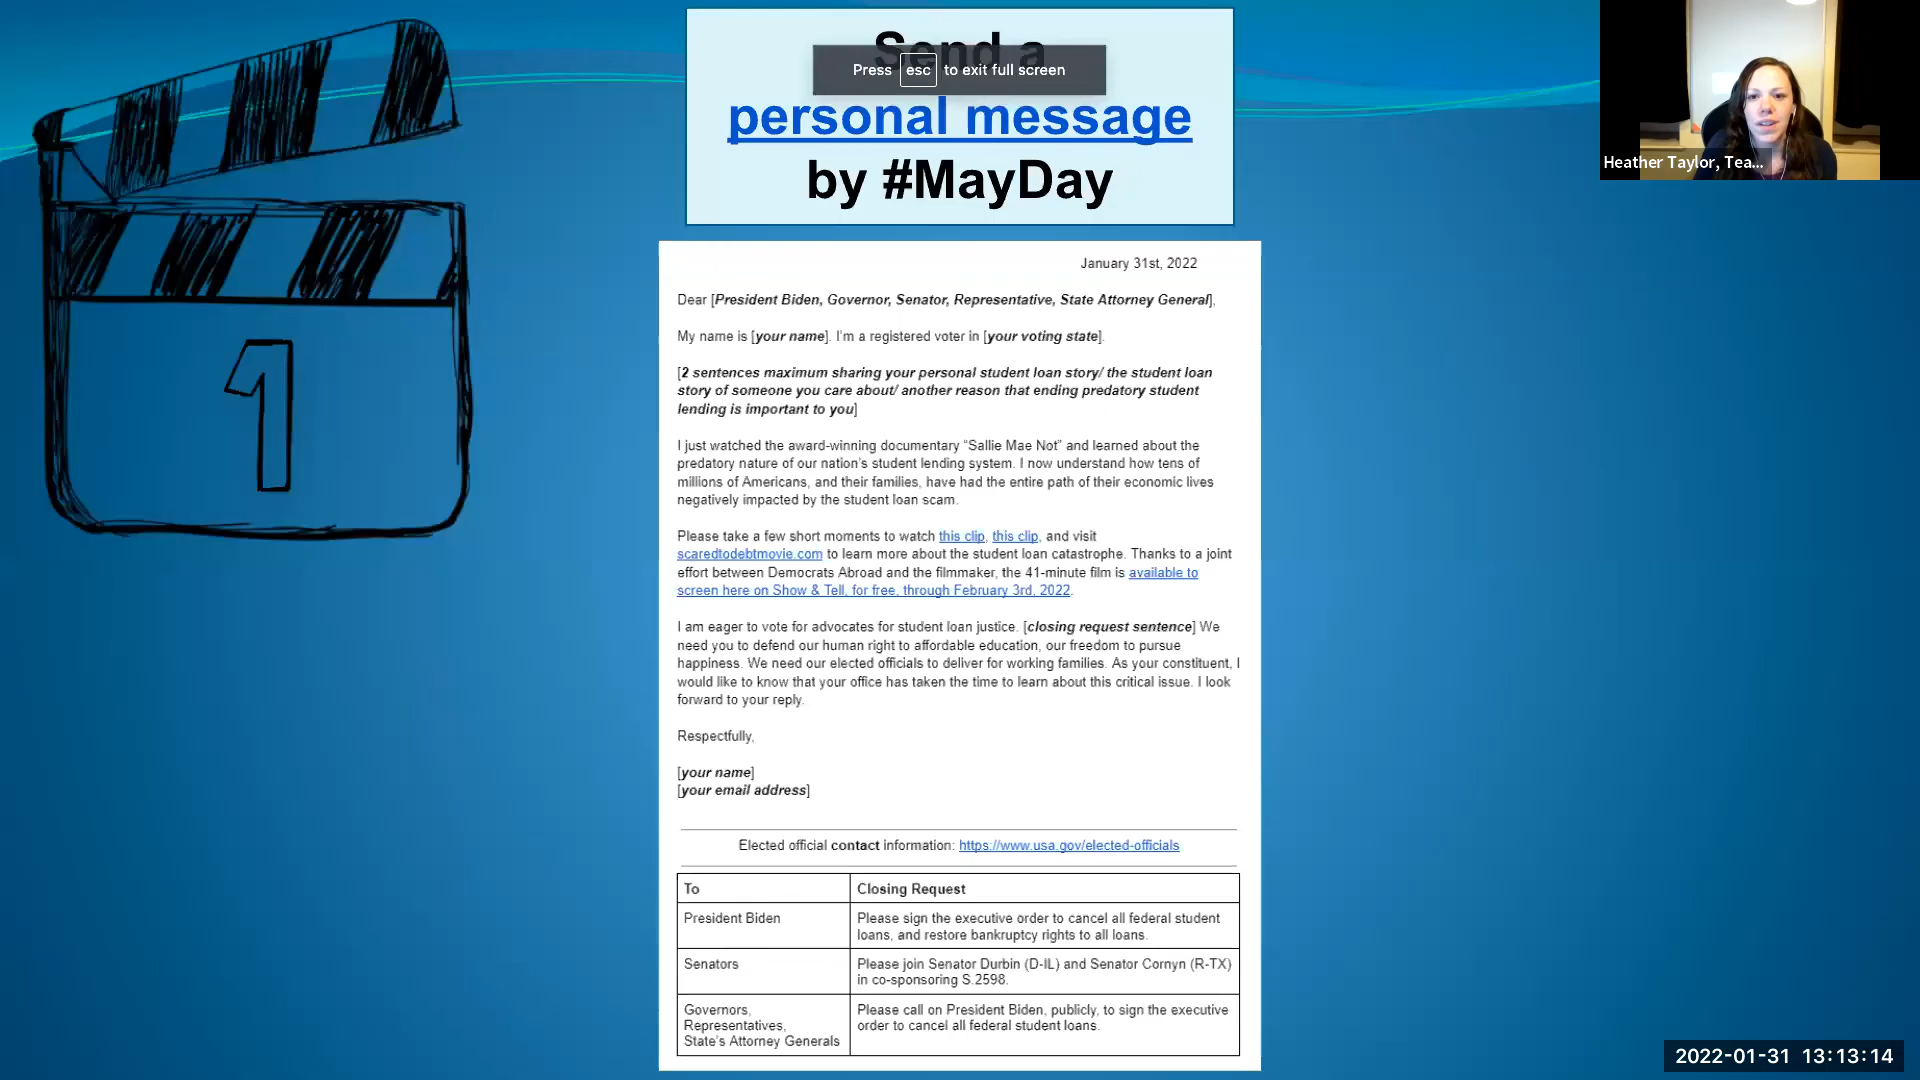 Send a
Press esc to exit full screen
personal message
by #MayDay
Heather Taylor, Tea...
1
January 31st, 2022
Dear [President Biden, Governor, Senator, Representative, State Attorney General],
My name is [your name]. I'm a registered voter in [your voting state].
[2 sentences maximum sharing your personal student loan story/ the student loan
story of someone you care about/ another reason that ending predatory student
lending is important to you]
I just watched the award-winning documentary “Sallie Mae Not” and learned about the
predatory nature of our nation's student lending system. I now understand how tens of
millions of Americans, and their families, have had the entire path of their economic lives
negatively impacted by the student loan scam.
Please take a few short moments to watch this clip, this clip, and visit
scaredtodebtmovie.com to learn more about the student loan catastrophe. Thanks to a joint
effort between Democrats Abroad and the filmmaker, the 41-minute film is available to
screen here on Show & Tell, for free, through February 3rd, 2022.
I am eager to vote for advocates for student loan justice. [closing request sentence] We
need you to defend our human right to affordable education, our freedom to pursue
happiness. We need our elected officials to deliver for working families. As your constituent, I
would like to know that your office has taken the time to learn about this critical issue. I look
forward to your reply.
Respectfully,
[your name]
[your email address]
Elected official contact information: https://www.usa.gov/elected-officials
To Closing Request
President Biden Please sign the executive order to cancel all federal student
loans, and restore bankruptcy rights to all loans.
Senators Please join Senator Durbin (D-IL) and Senator Cornyn (R-TX)
in co-sponsoring S.2598.
Governors, Please call on President Biden, publicly, to sign the executive
Representatives, order to cancel all federal student loans.
State's Attorney Generals
2022-01-31 13:13:14